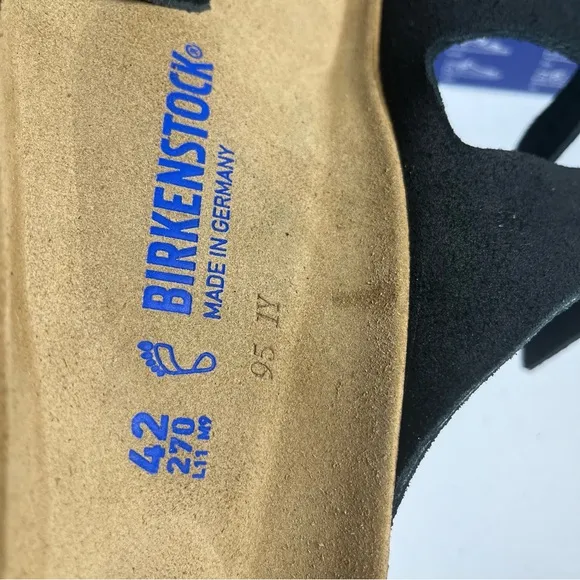 BIRKENSTOCK®
MADE IN GERMANY
42
270
L11 M9
95 IY